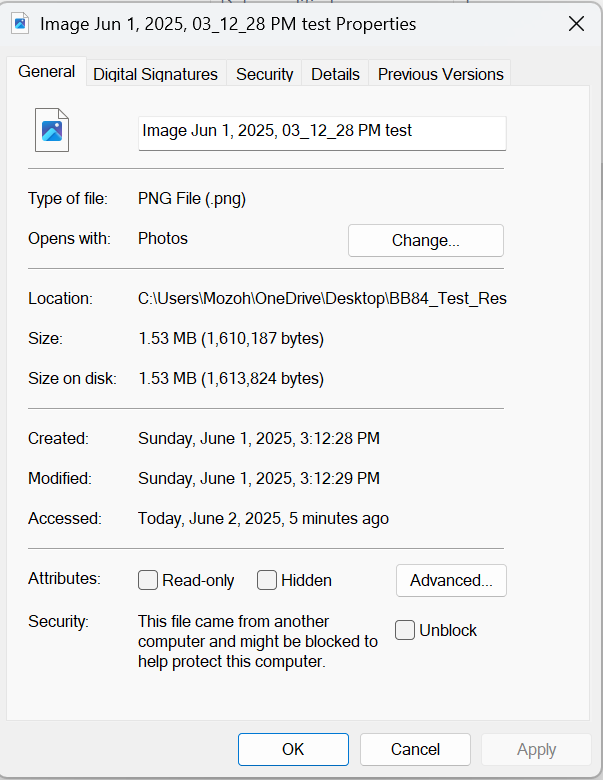 Image Jun 1, 2025, 03_12_28 PM test Properties
General Digital Signatures Security Details Previous Versions
Image Jun 1, 2025, 03_12_28 PM test
Type of file: PNG File (.png)
Opens with: Photos Change...
Location: C:\Users\Mozoh\OneDrive\Desktop\BB84_Test_Res
Size: 1.53 MB (1,610,187 bytes)
Size on disk: 1.53 MB (1,613,824 bytes)
Created: Sunday, June 1, 2025, 3:12:28 PM
Modified: Sunday, June 1, 2025, 3:12:29 PM
Accessed: Today, June 2, 2025, 5 minutes ago
Attributes: Read-only Hidden Advanced...
Security: This file came from another
computer and might be blocked to Unblock
help protect this computer.
OK Cancel Apply